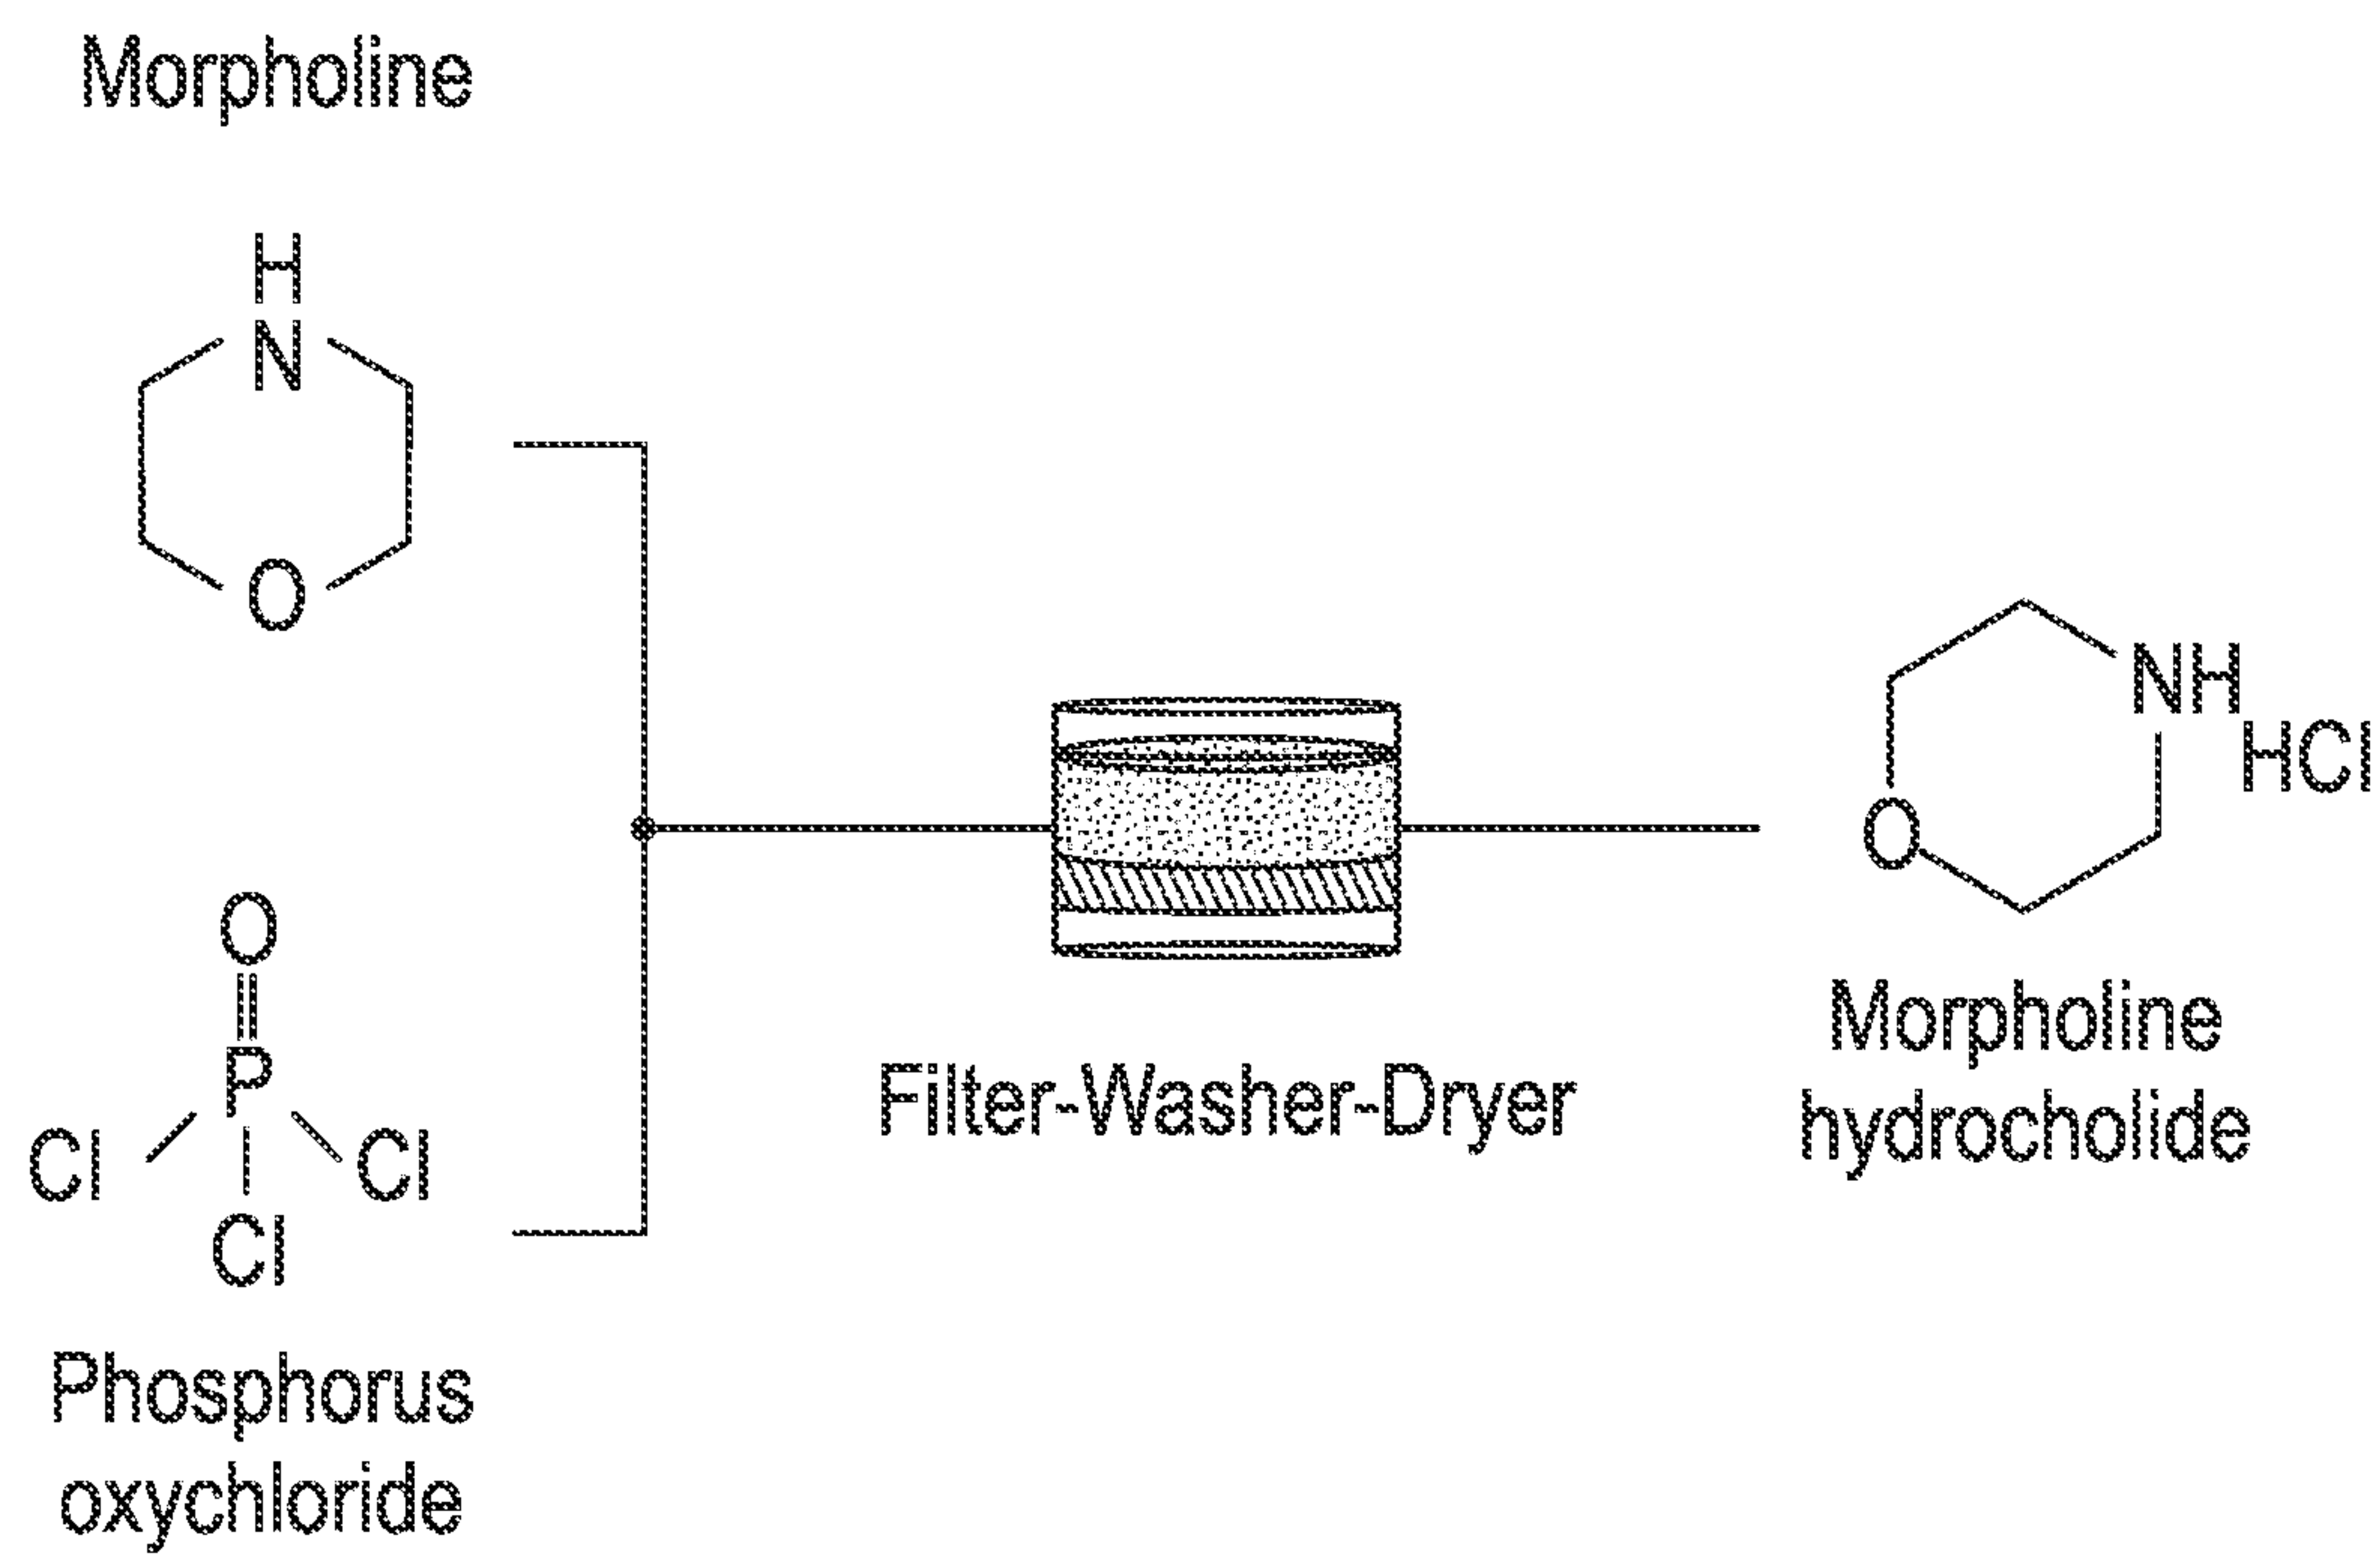 Morpholine
H
N
O
O
P
Cl Cl
Cl
Phosphorus
oxychloride
Filter-Washer-Dryer
NH
HCl
O
Morpholine
hydrocholide